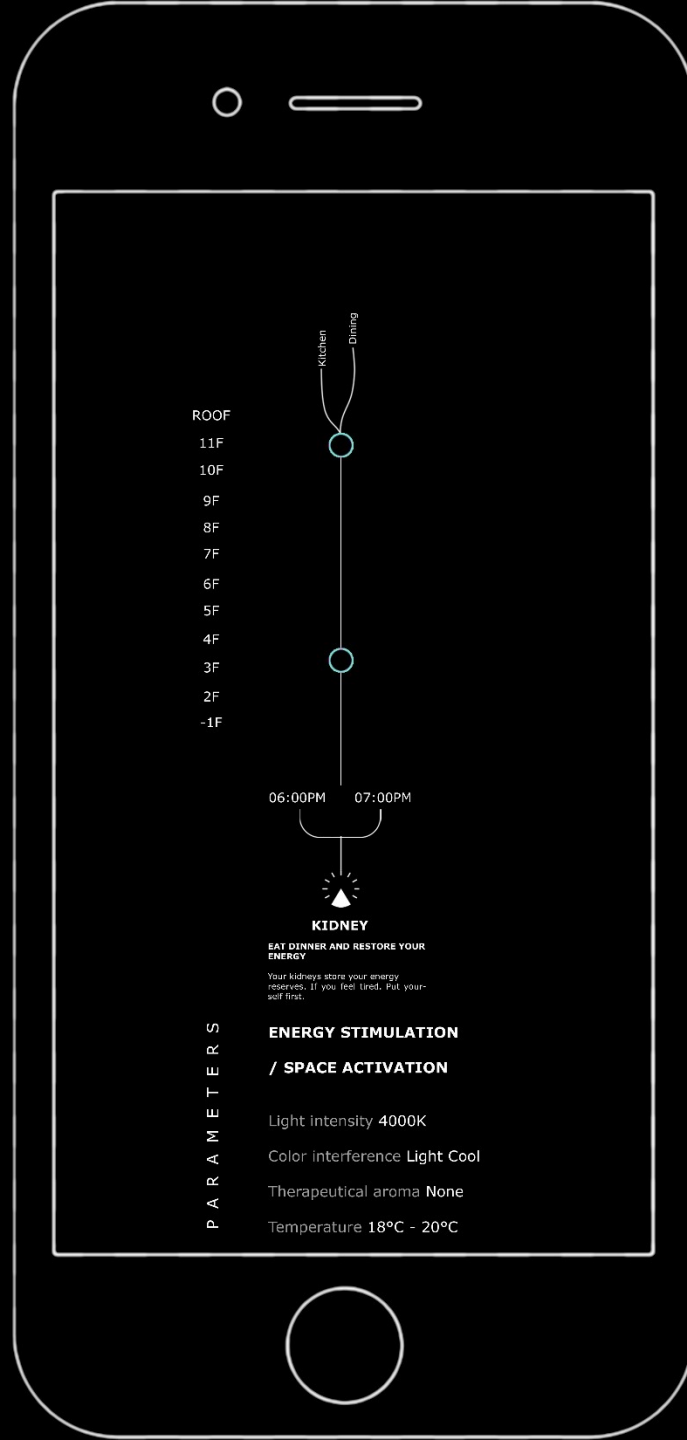 Kitchen
Dining
ROOF
11F
10F
9F
8F
7F
6F
5F
4F
3F
2F
-1F
06:00PM 07:00PM
KIDNEY
EAT DINNER AND RESTORE YOUR
ENERGY
Your kidneys store your energy
reserves. If you feel tired. Put your-
self first.
PARAMETERS
ENERGY STIMULATION
/ SPACE ACTIVATION
Light intensity 4000K
Color interference Light Cool
Therapeutical aroma None
Temperature 18°C - 20°C